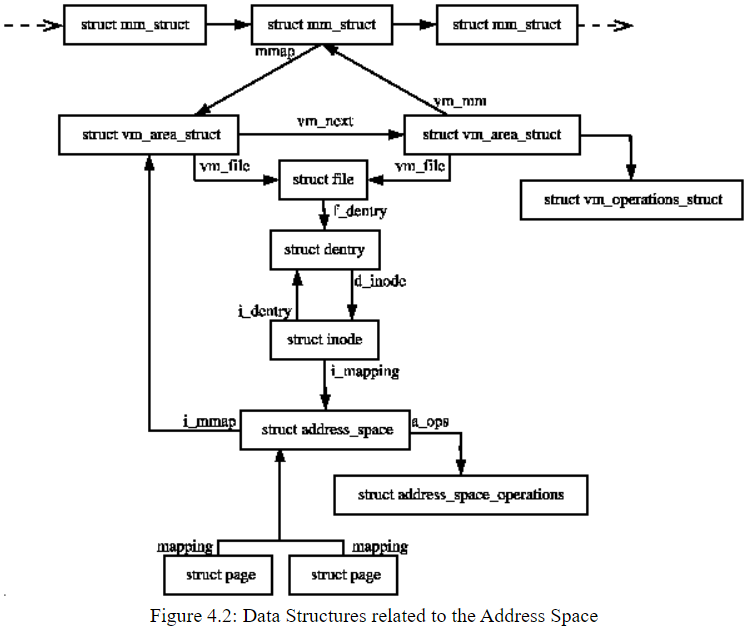 struct mm_struct struct mm_struct struct mm_struct
mmap
vm_mm
struct vm_area_struct vm_next struct vm_area_struct
vm_file struct file vm_file
struct vm_operations_struct
f_dentry
struct dentry
d_inode
i_dentry
struct inode
i_mapping
i_mmap struct address_space a_ops
struct address_space_operations
mapping mapping
struct page struct page
Figure 4.2: Data Structures related to the Address Space